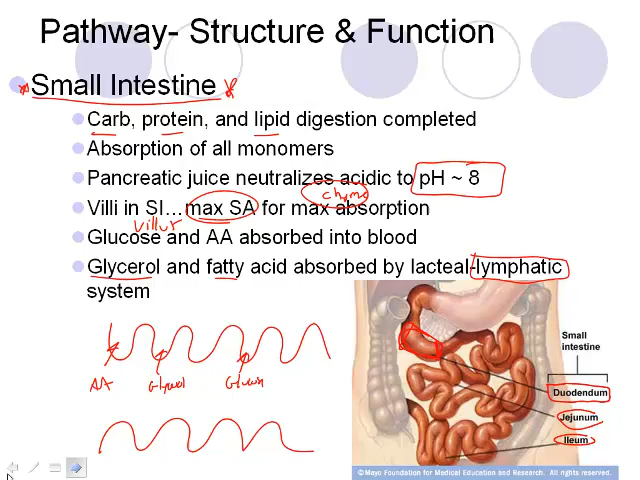 Pathway- Structure & Function
Small Intestine
Carb, protein, and lipid digestion completed
Absorption of all monomers
Pancreatic juice neutralizes acidic to pH ~ 8
chyme
Villi in SI…max SA for max absorption
Villus
Glucose and AA absorbed into blood
Glycerol and fatty acid absorbed by lacteal-lymphatic
system
AA
Glycerol
Small
intestine
Duodendum
Jejunum
Ileum
©Mayo Foundation for Medical Education and Research. All rights reserved.